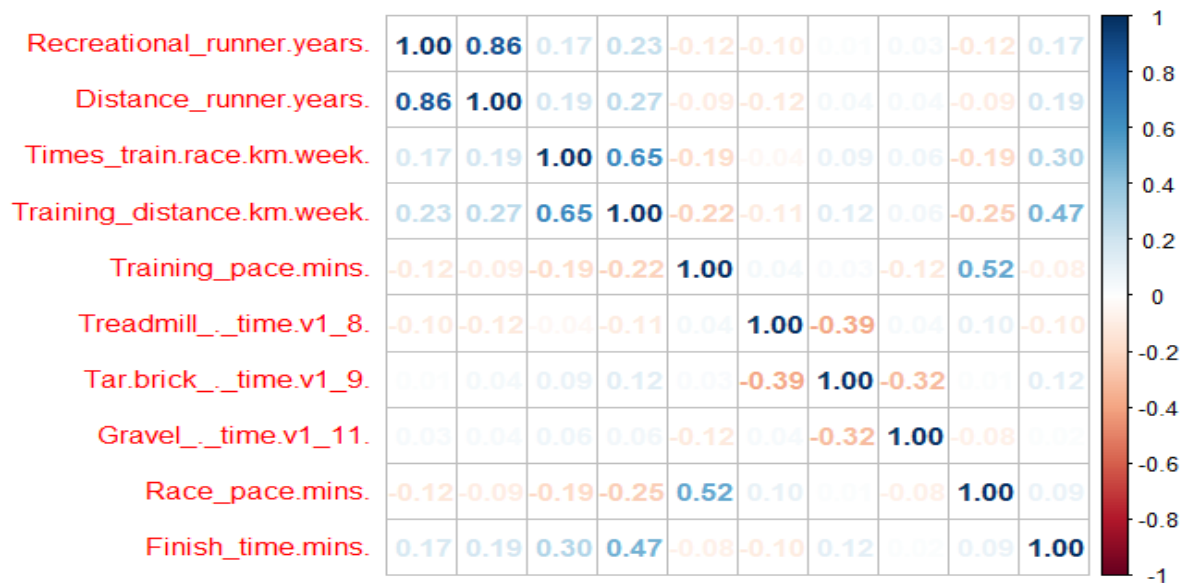 Recreational_runner.years. 1.00 0.86 0.17 0.23 -0.12 -0.10 0.01 0.03 -0.12 0.17
Distance_runner.years. 0.86 1.00 0.19 0.27 -0.09 -0.12 0.04 0.04 -0.09 0.19
Times_train.race.km.week. 0.17 0.19 1.00 0.65 -0.19 -0.04 0.09 0.06 -0.19 0.30
Training_distance.km.week. 0.23 0.27 0.65 1.00 -0.22 -0.11 0.12 0.06 -0.25 0.47
Training_pace.mins. -0.12 -0.09 -0.19 -0.22 1.00 0.04 0.03 -0.12 0.52 -0.08
Treadmill_._time.v1_8. -0.10 -0.12 -0.04 -0.11 0.04 1.00 -0.39 0.04 0.10 -0.10
Tar.brick_._time.v1_9. 0.01 0.04 0.09 0.12 0.03 -0.39 1.00 -0.32 0.01 0.12
Gravel_._time.v1_11. 0.03 0.04 0.06 0.06 -0.12 0.04 -0.32 1.00 -0.08 0.02
Race_pace.mins. -0.12 -0.09 -0.19 -0.25 0.52 0.10 0.01 -0.08 1.00 0.09
Finish_time.mins. 0.17 0.19 0.30 0.47 -0.08 -0.10 0.12 0.02 0.09 1.00
1
0.8
0.6
0.4
0.2
0
-0.2
-0.4
-0.6
-0.8
-1